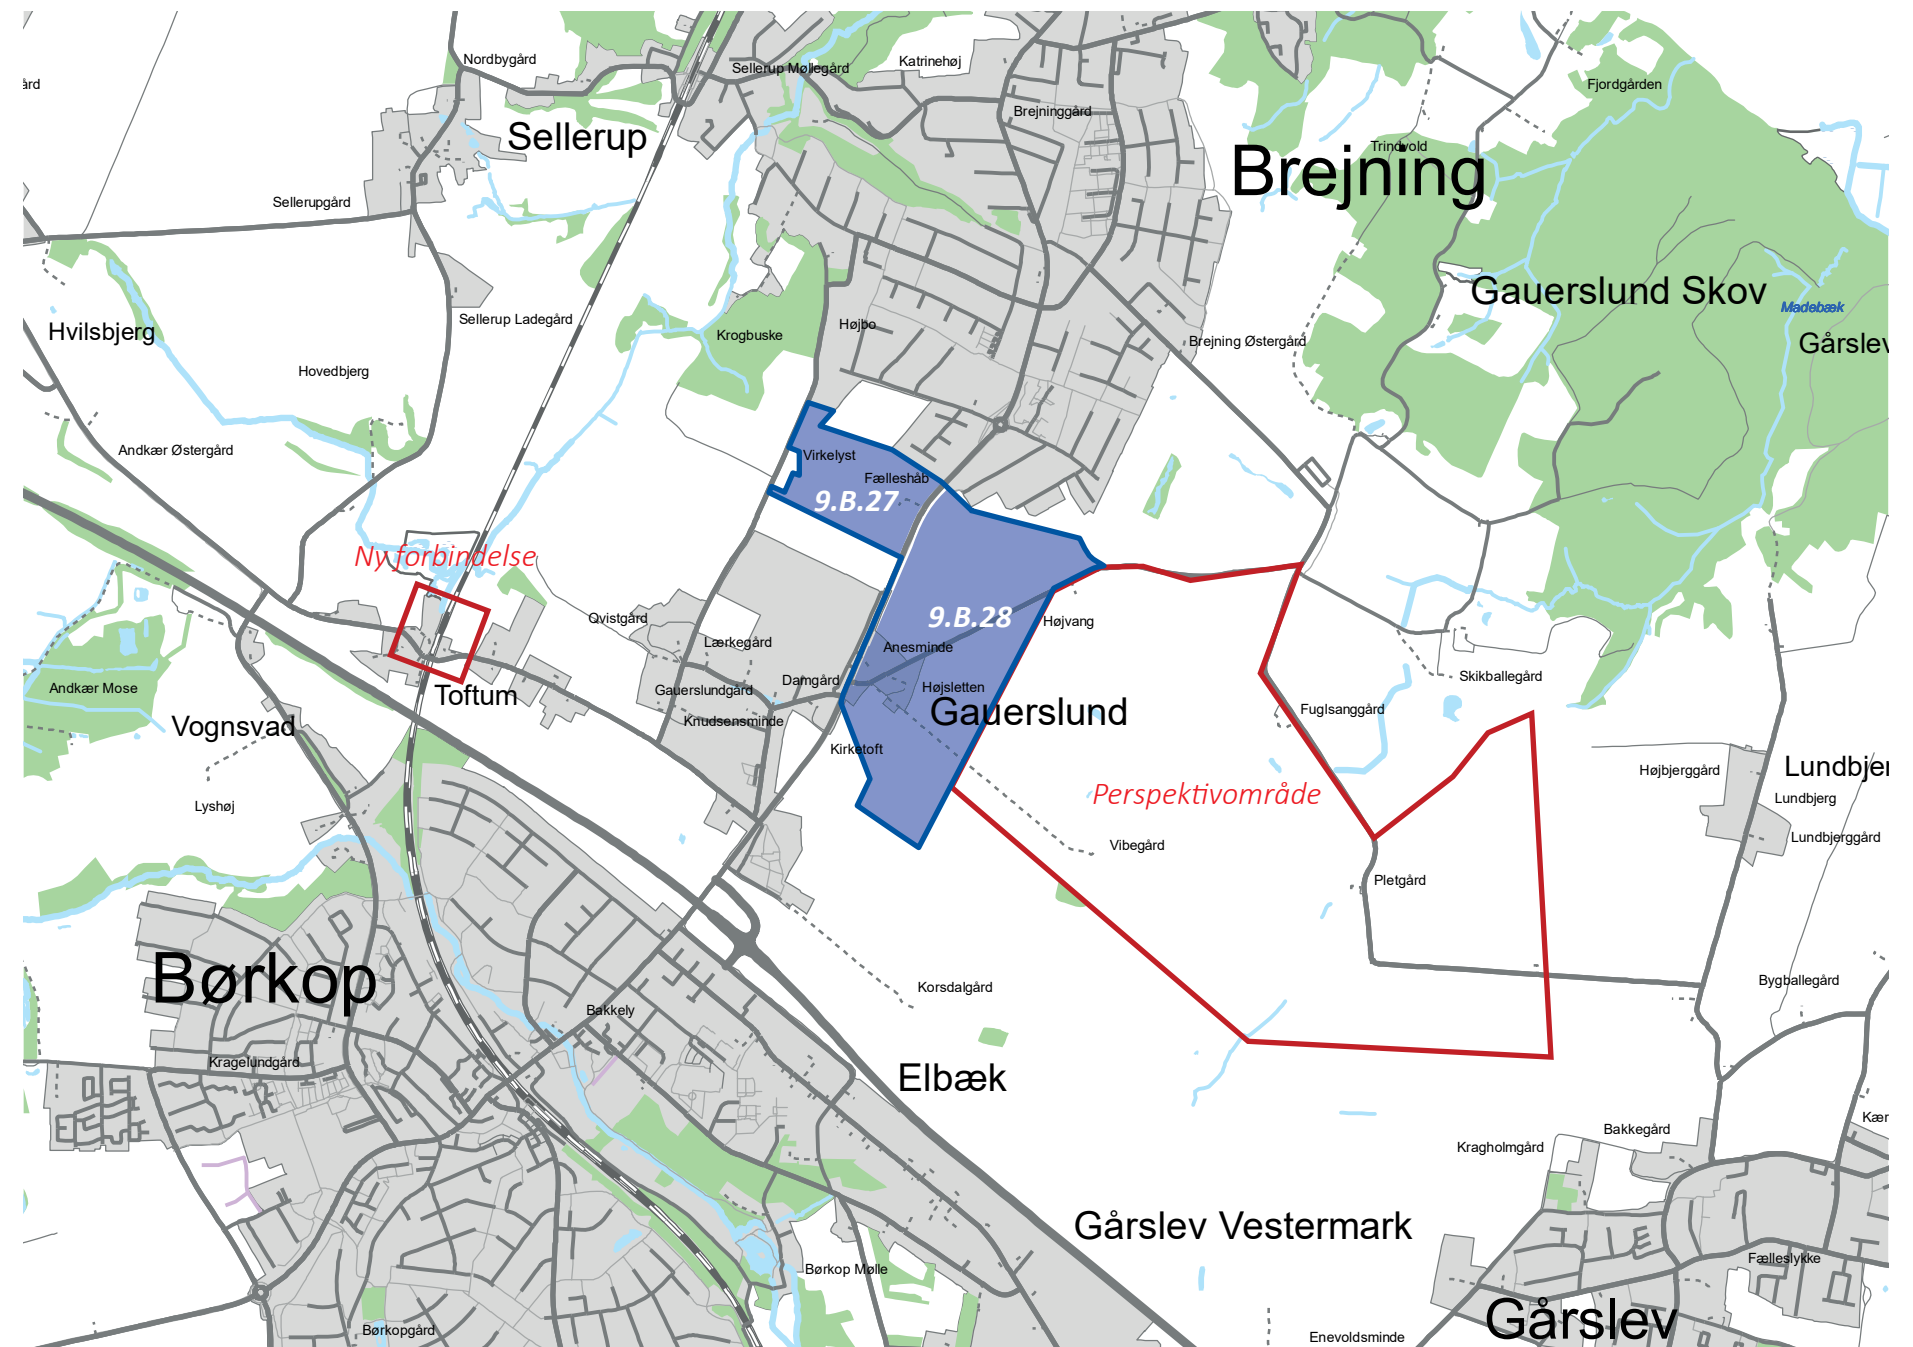 Nordbygård
Sellerup Møllegård
Katrinehøj
ård
Fjordgården
Brejninggård
Sellerup
Trindvold
Brejning
Sellerupgård
Gauerslund Skov
Madebæk
Sellerup Ladegård
Højbo
Hvilsbjerg
Krogbuske
Brejning Østergård
Gårslev
Hovedbjerg
Andkær Østergård
Virkelyst
Fælleshåb
9.B.27
Ny forbindelse
Qvistgård
9.B.28
Højvang
Lærkegård
Anesminde
Skikballegård
Andkær Mose
Toftum
Gauerslundgård
Damgård
Højsletten
Vognsvad
Knudsensminde
Gauerslund
Fuglsanggård
Kirketoft
Højbjerggård
Lundbjer
Perspektivområde
Lyshøj
Lundbjerg
Lundbjerggård
Vibegård
Pletgård
Børkop
Korsdalgård
Bygballegård
Bakkely
Kragelundgård
Elbæk
Kær
Bakkegård
Kragholmgård
Gårslev Vestermark
Børkop Mølle
Fælleslykke
Gårslev
Børkopgård
Enevoldsminde